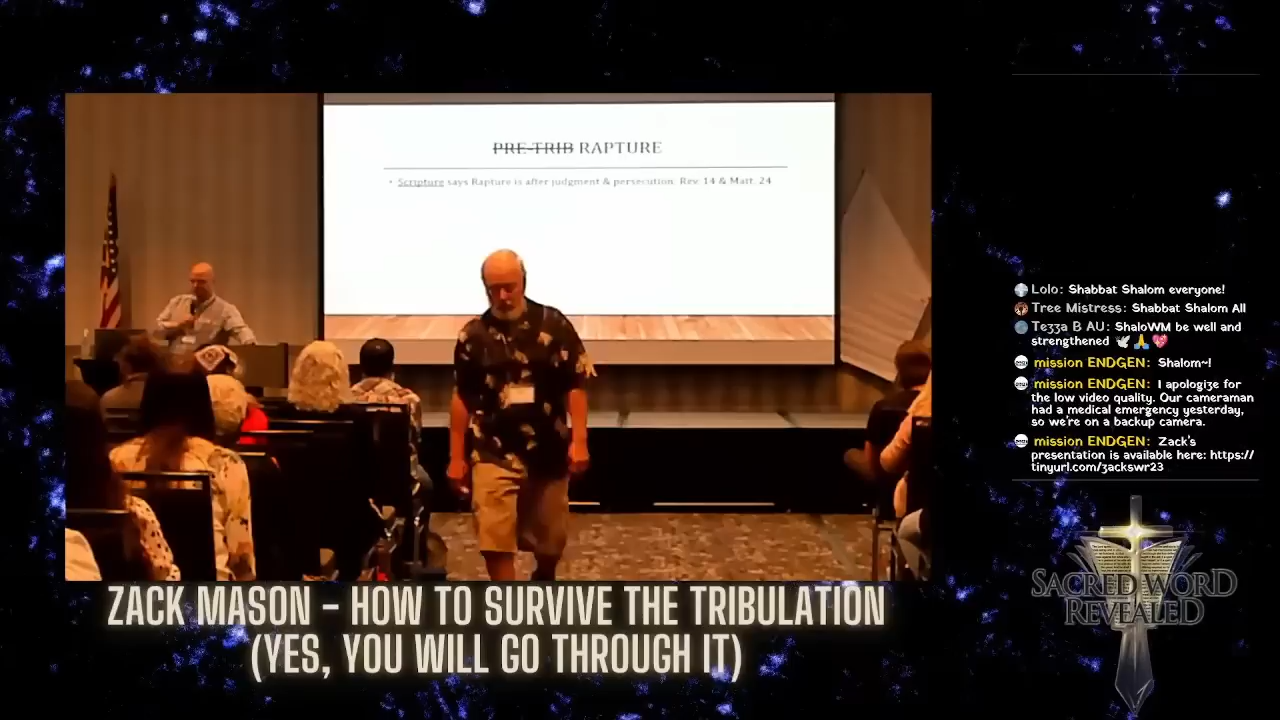 PRE-TRIB RAPTURE
• Scripture says Rapture is after judgment & persecution. Rev. 14 & Matt. 24
Lolo: Shabbat Shalom everyone!
Tree Mistress: Shabbat Shalom All
Te33a B AU: ShaloWM be well and
strengthened 🕊️🙏💖
mission ENDGEN: Shalom~!
mission ENDGEN: I apologize for
the low video quality. Our cameraman
had a medical emergency yesterday,
so we're on a backup camera.
mission ENDGEN: Zack's
presentation is available here: https://
tinyurl.com/zackswr23
SACRED WORD
REVEALED
ZACK MASON - HOW TO SURVIVE THE TRIBULATION
(YES, YOU WILL GO THROUGH IT)